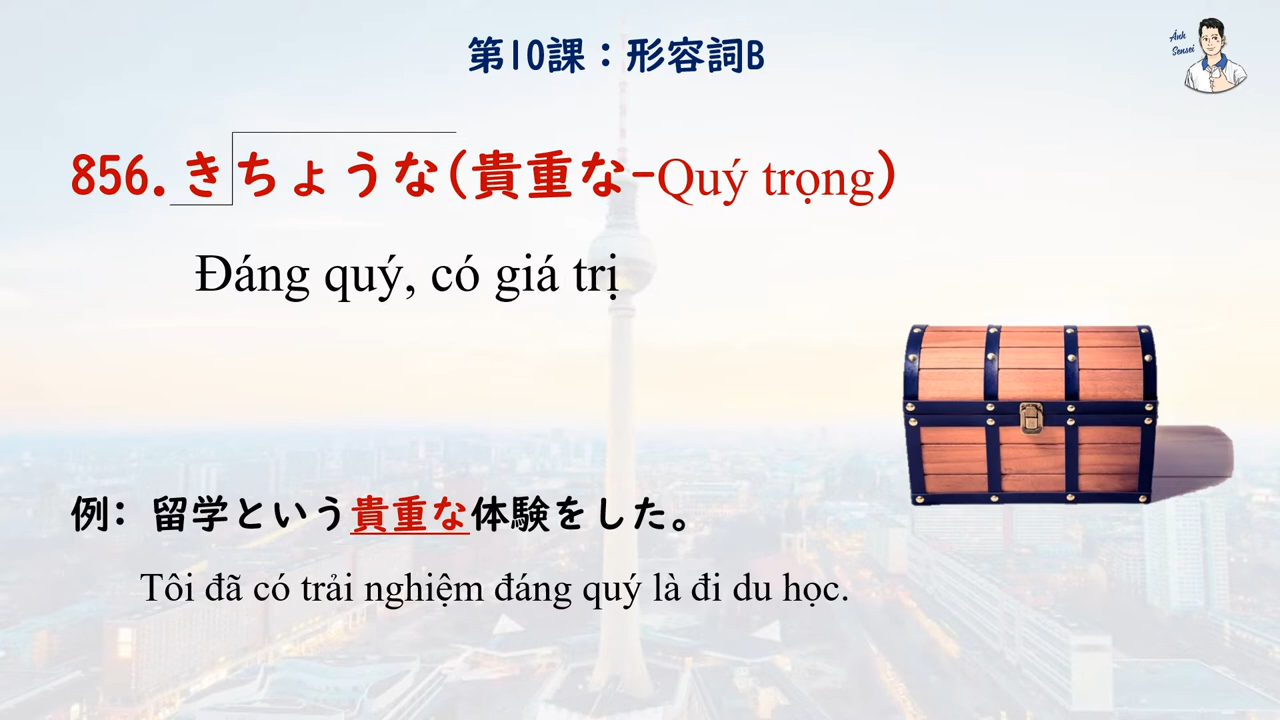 第10課：形容詞B
Ánh
Sensei
856.きちょうな(貴重な-Quý trọng)
Đáng quý, có giá trị
例: 留学という貴重な体験をした。
Tôi đã có trải nghiệm đáng quý là đi du học.